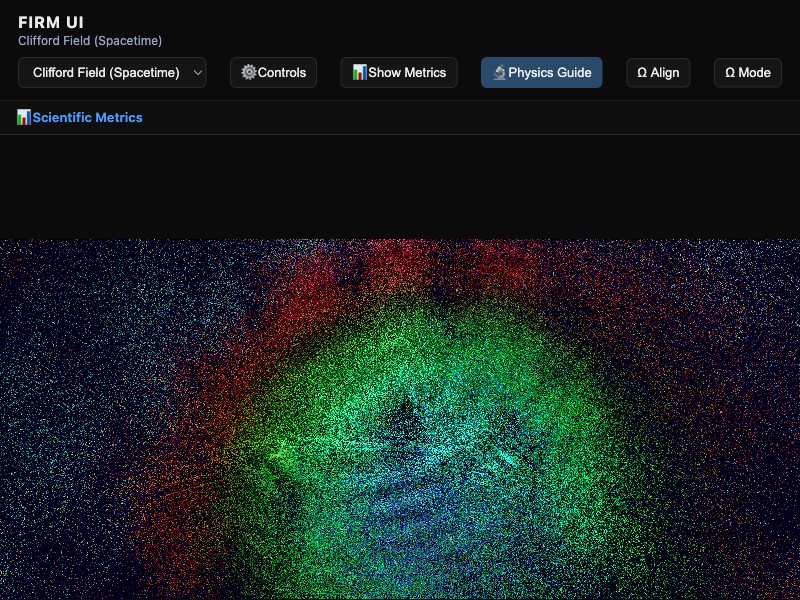 FIRM UI
Clifford Field (Spacetime)
Clifford Field (Spacetime) ⚙️Controls 📊Show Metrics 🔬Physics Guide Ω Align Ω Mode
📊Scientific Metrics